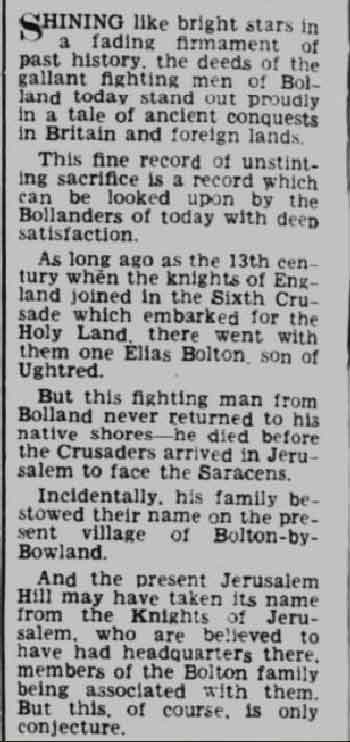 SHINING like bright stars in
a fading firmament of
past history, the deeds of the
gallant fighting men of Bol-
land today stand out proudly
in a tale of ancient conquests
in Britain and foreign lands.
This fine record of unstint-
ing sacrifice is a record which
can be looked upon by the
Bollanders of today with deep
satisfaction.
As long ago as the 13th cen-
tury when the knights of Eng-
land joined in the Sixth Cru-
sade which embarked for the
Holy Land, there went with
them one Elias Bolton, son of
Ughtred.
But this fighting man from
Bolland never returned to his
native shores—he died before
the Crusaders arrived in Jeru-
salem to face the Saracens.
Incidentally, his family be-
stowed their name on the pre-
sent village of Bolton-by-
Bowland.
And the present Jerusalem
Hill may have taken its name
from the Knights of Jeru-
salem, who are believed to
have had headquarters there,
members of the Bolton family
being associated with them.
But this, of course, is only
conjecture.